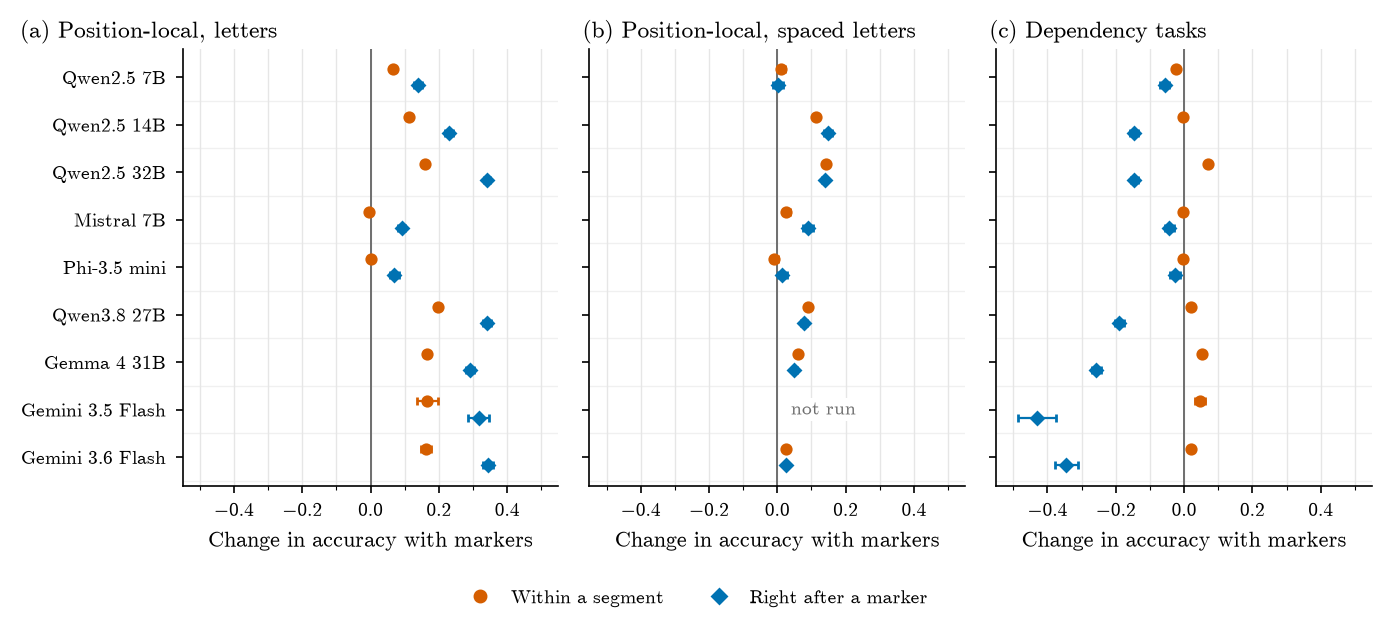 (a) Position-local, letters
(b) Position-local, spaced letters
(c) Dependency tasks
Qwen2.5 7B
Qwen2.5 14B
Qwen2.5 32B
Mistral 7B
Phi-3.5 mini
Qwen3.8 27B
Gemma 4 31B
Gemini 3.5 Flash
not run
Gemini 3.6 Flash
−0.4 −0.2 0.0 0.2 0.4
−0.4 −0.2 0.0 0.2 0.4
−0.4 −0.2 0.0 0.2 0.4
Change in accuracy with markers
Change in accuracy with markers
Change in accuracy with markers
Within a segment
Right after a marker